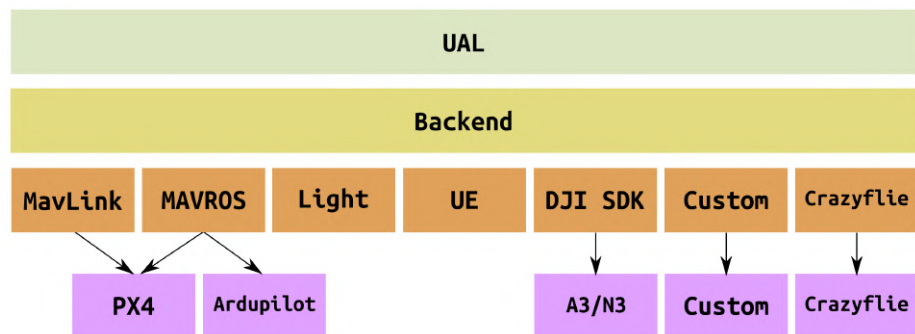 UAL
Backend
MavLink MAVROS Light UE DJI SDK Custom Crazyflie
PX4 Ardupilot A3/N3 Custom Crazyflie